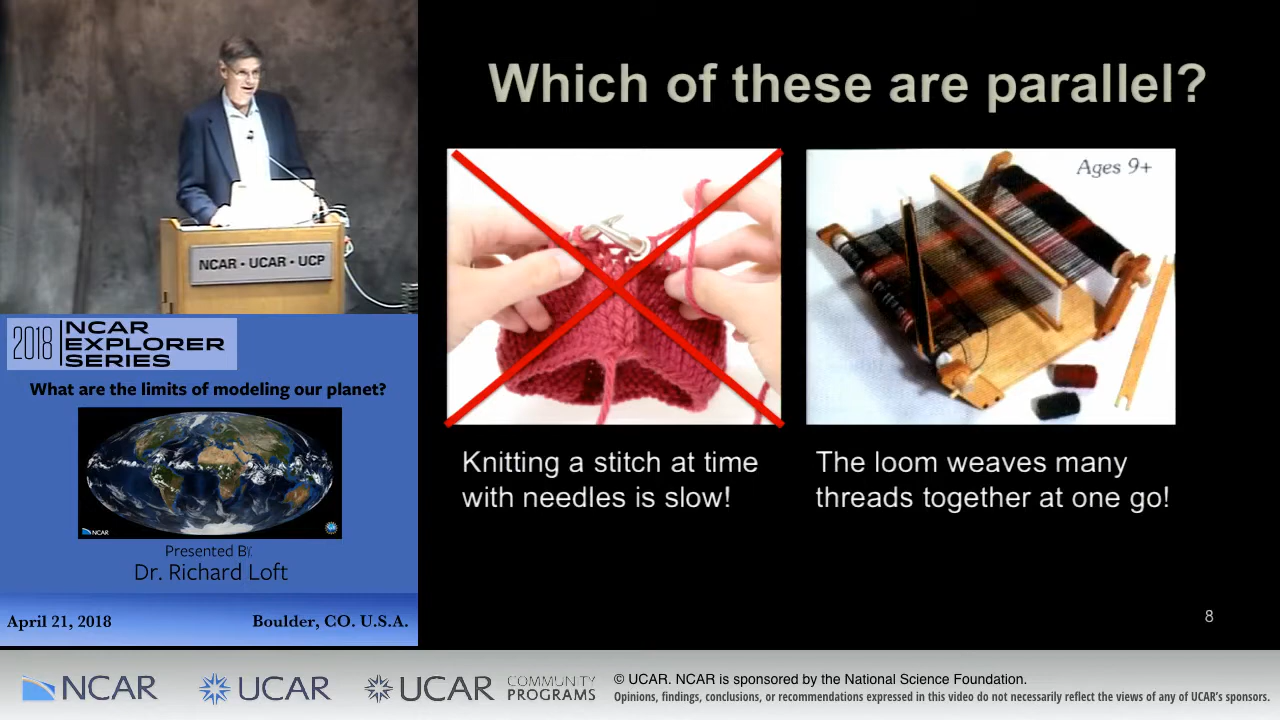 Which of these are parallel?
Ages 9+
Knitting a stitch at time
with needles is slow!
The loom weaves many
threads together at one go!
8
NCAR • UCAR • UCP
2018 NCAR
EXPLORER
SERIES
What are the limits of modeling our planet?
NCAR
Presented By:
Dr. Richard Loft
April 21, 2018
Boulder, CO. U.S.A.
NCAR
UCAR
UCAR COMMUNITY
PROGRAMS
© UCAR. NCAR is sponsored by the National Science Foundation.
Opinions, findings, conclusions, or recommendations expressed in this video do not necessarily reflect the views of any of UCAR's sponsors.